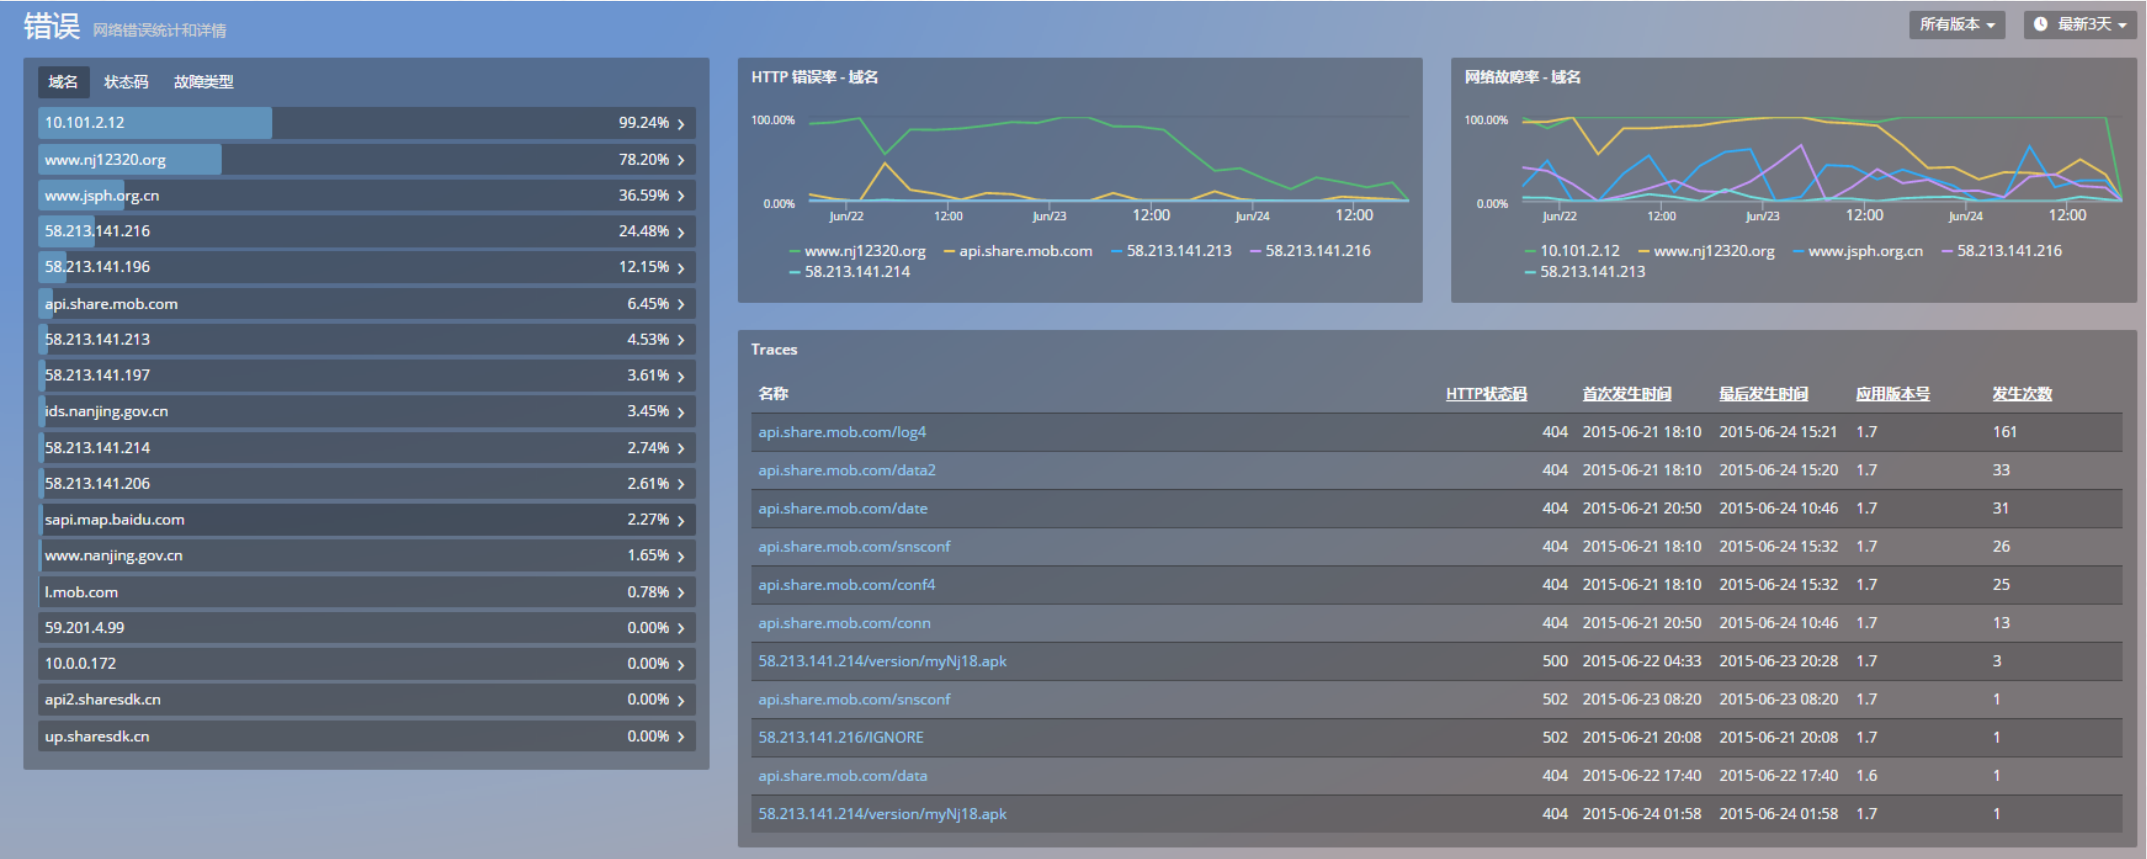 错误 网络错误统计和详情
所有版本 最新3天
域名 状态码 故障类型
10.101.2.12 99.24%
www.nj12320.org 78.20%
www.jsph.org.cn 36.59%
58.213.141.216 24.48%
58.213.141.196 12.15%
api.share.mob.com 6.45%
58.213.141.213 4.53%
58.213.141.197 3.61%
ids.nanjing.gov.cn 3.45%
58.213.141.214 2.74%
58.213.141.206 2.61%
sapi.map.baidu.com 2.27%
www.nanjing.gov.cn 1.65%
l.mob.com 0.78%
59.201.4.99 0.00%
10.0.0.172 0.00%
api2.sharesdk.cn 0.00%
up.sharesdk.cn 0.00%
HTTP 错误率 - 域名
100.00%
0.00%
Jun/22 12:00 Jun/23 12:00 Jun/24 12:00
www.nj12320.org api.share.mob.com 58.213.141.213 58.213.141.216
58.213.141.214
网络故障率 - 域名
100.00%
0.00%
Jun/22 12:00 Jun/23 12:00 Jun/24 12:00
10.101.2.12 www.nj12320.org www.jsph.org.cn 58.213.141.216
58.213.141.213
Traces
名称 HTTP状态码 首次发生时间 最后发生时间 应用版本号 发生次数
api.share.mob.com/log4 404 2015-06-21 18:10 2015-06-24 15:21 1.7 161
api.share.mob.com/data2 404 2015-06-21 18:10 2015-06-24 15:20 1.7 33
api.share.mob.com/date 404 2015-06-21 20:50 2015-06-24 10:46 1.7 31
api.share.mob.com/snsconf 404 2015-06-21 18:10 2015-06-24 15:32 1.7 26
api.share.mob.com/conf4 404 2015-06-21 18:10 2015-06-24 15:32 1.7 25
api.share.mob.com/conn 404 2015-06-21 20:50 2015-06-24 10:46 1.7 13
58.213.141.214/version/myNj18.apk 500 2015-06-22 04:33 2015-06-23 20:28 1.7 3
api.share.mob.com/snsconf 502 2015-06-23 08:20 2015-06-23 08:20 1.7 1
58.213.141.216/IGNORE 502 2015-06-21 20:08 2015-06-21 20:08 1.7 1
api.share.mob.com/data 404 2015-06-22 17:40 2015-06-22 17:40 1.6 1
58.213.141.214/version/myNj18.apk 404 2015-06-24 01:58 2015-06-24 01:58 1.7 1